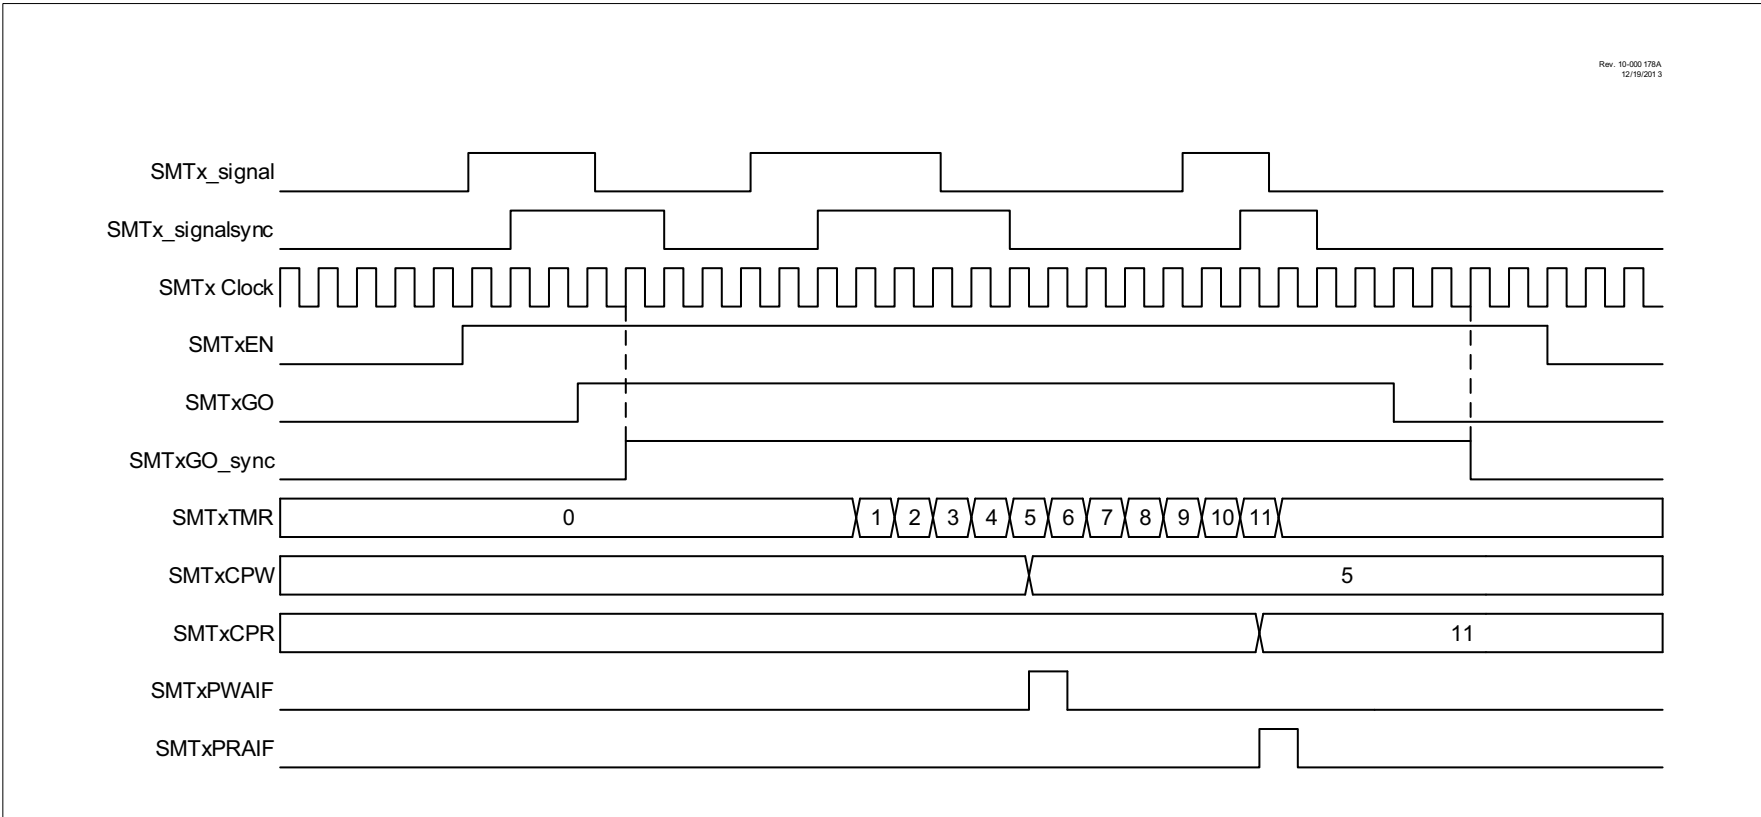 Rev. 10-000 178A
12/19/201 3
SMTx_signal
SMTx_signalsync
SMTx Clock
SMTxEN
SMTxGO
SMTxGO_sync
SMTxTMR 0 1 2 3 4 5 6 7 8 9 10 11
SMTxCPW 5
SMTxCPR 11
SMTxPWAIF
SMTxPRAIF